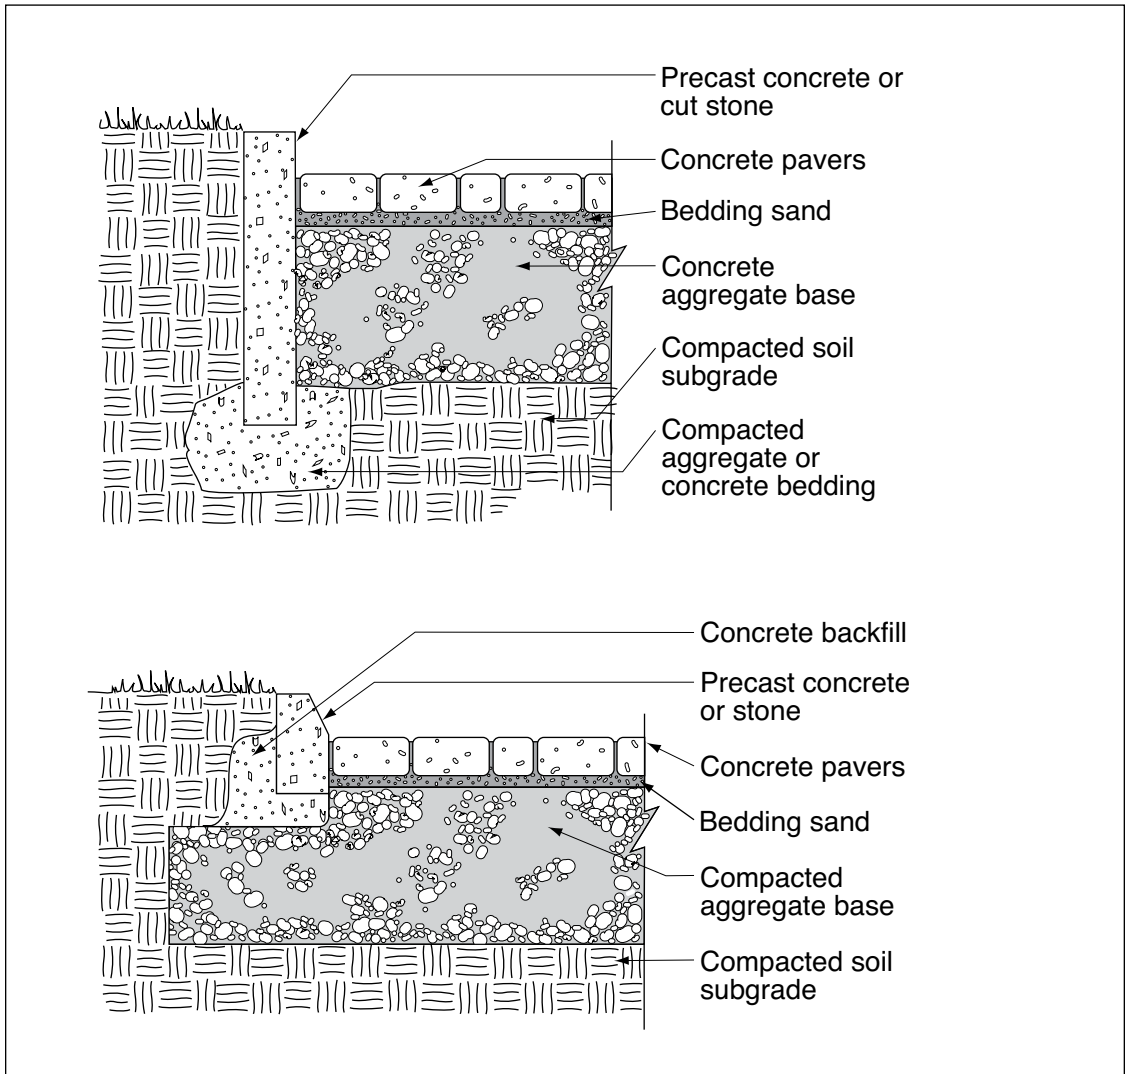 Precast concrete or
cut stone
Concrete pavers
Bedding sand
Concrete
aggregate base
Compacted soil
subgrade
Compacted
aggregate or
concrete bedding
Concrete backfill
Precast concrete
or stone
Concrete pavers
Bedding sand
Compacted
aggregate base
Compacted soil
subgrade